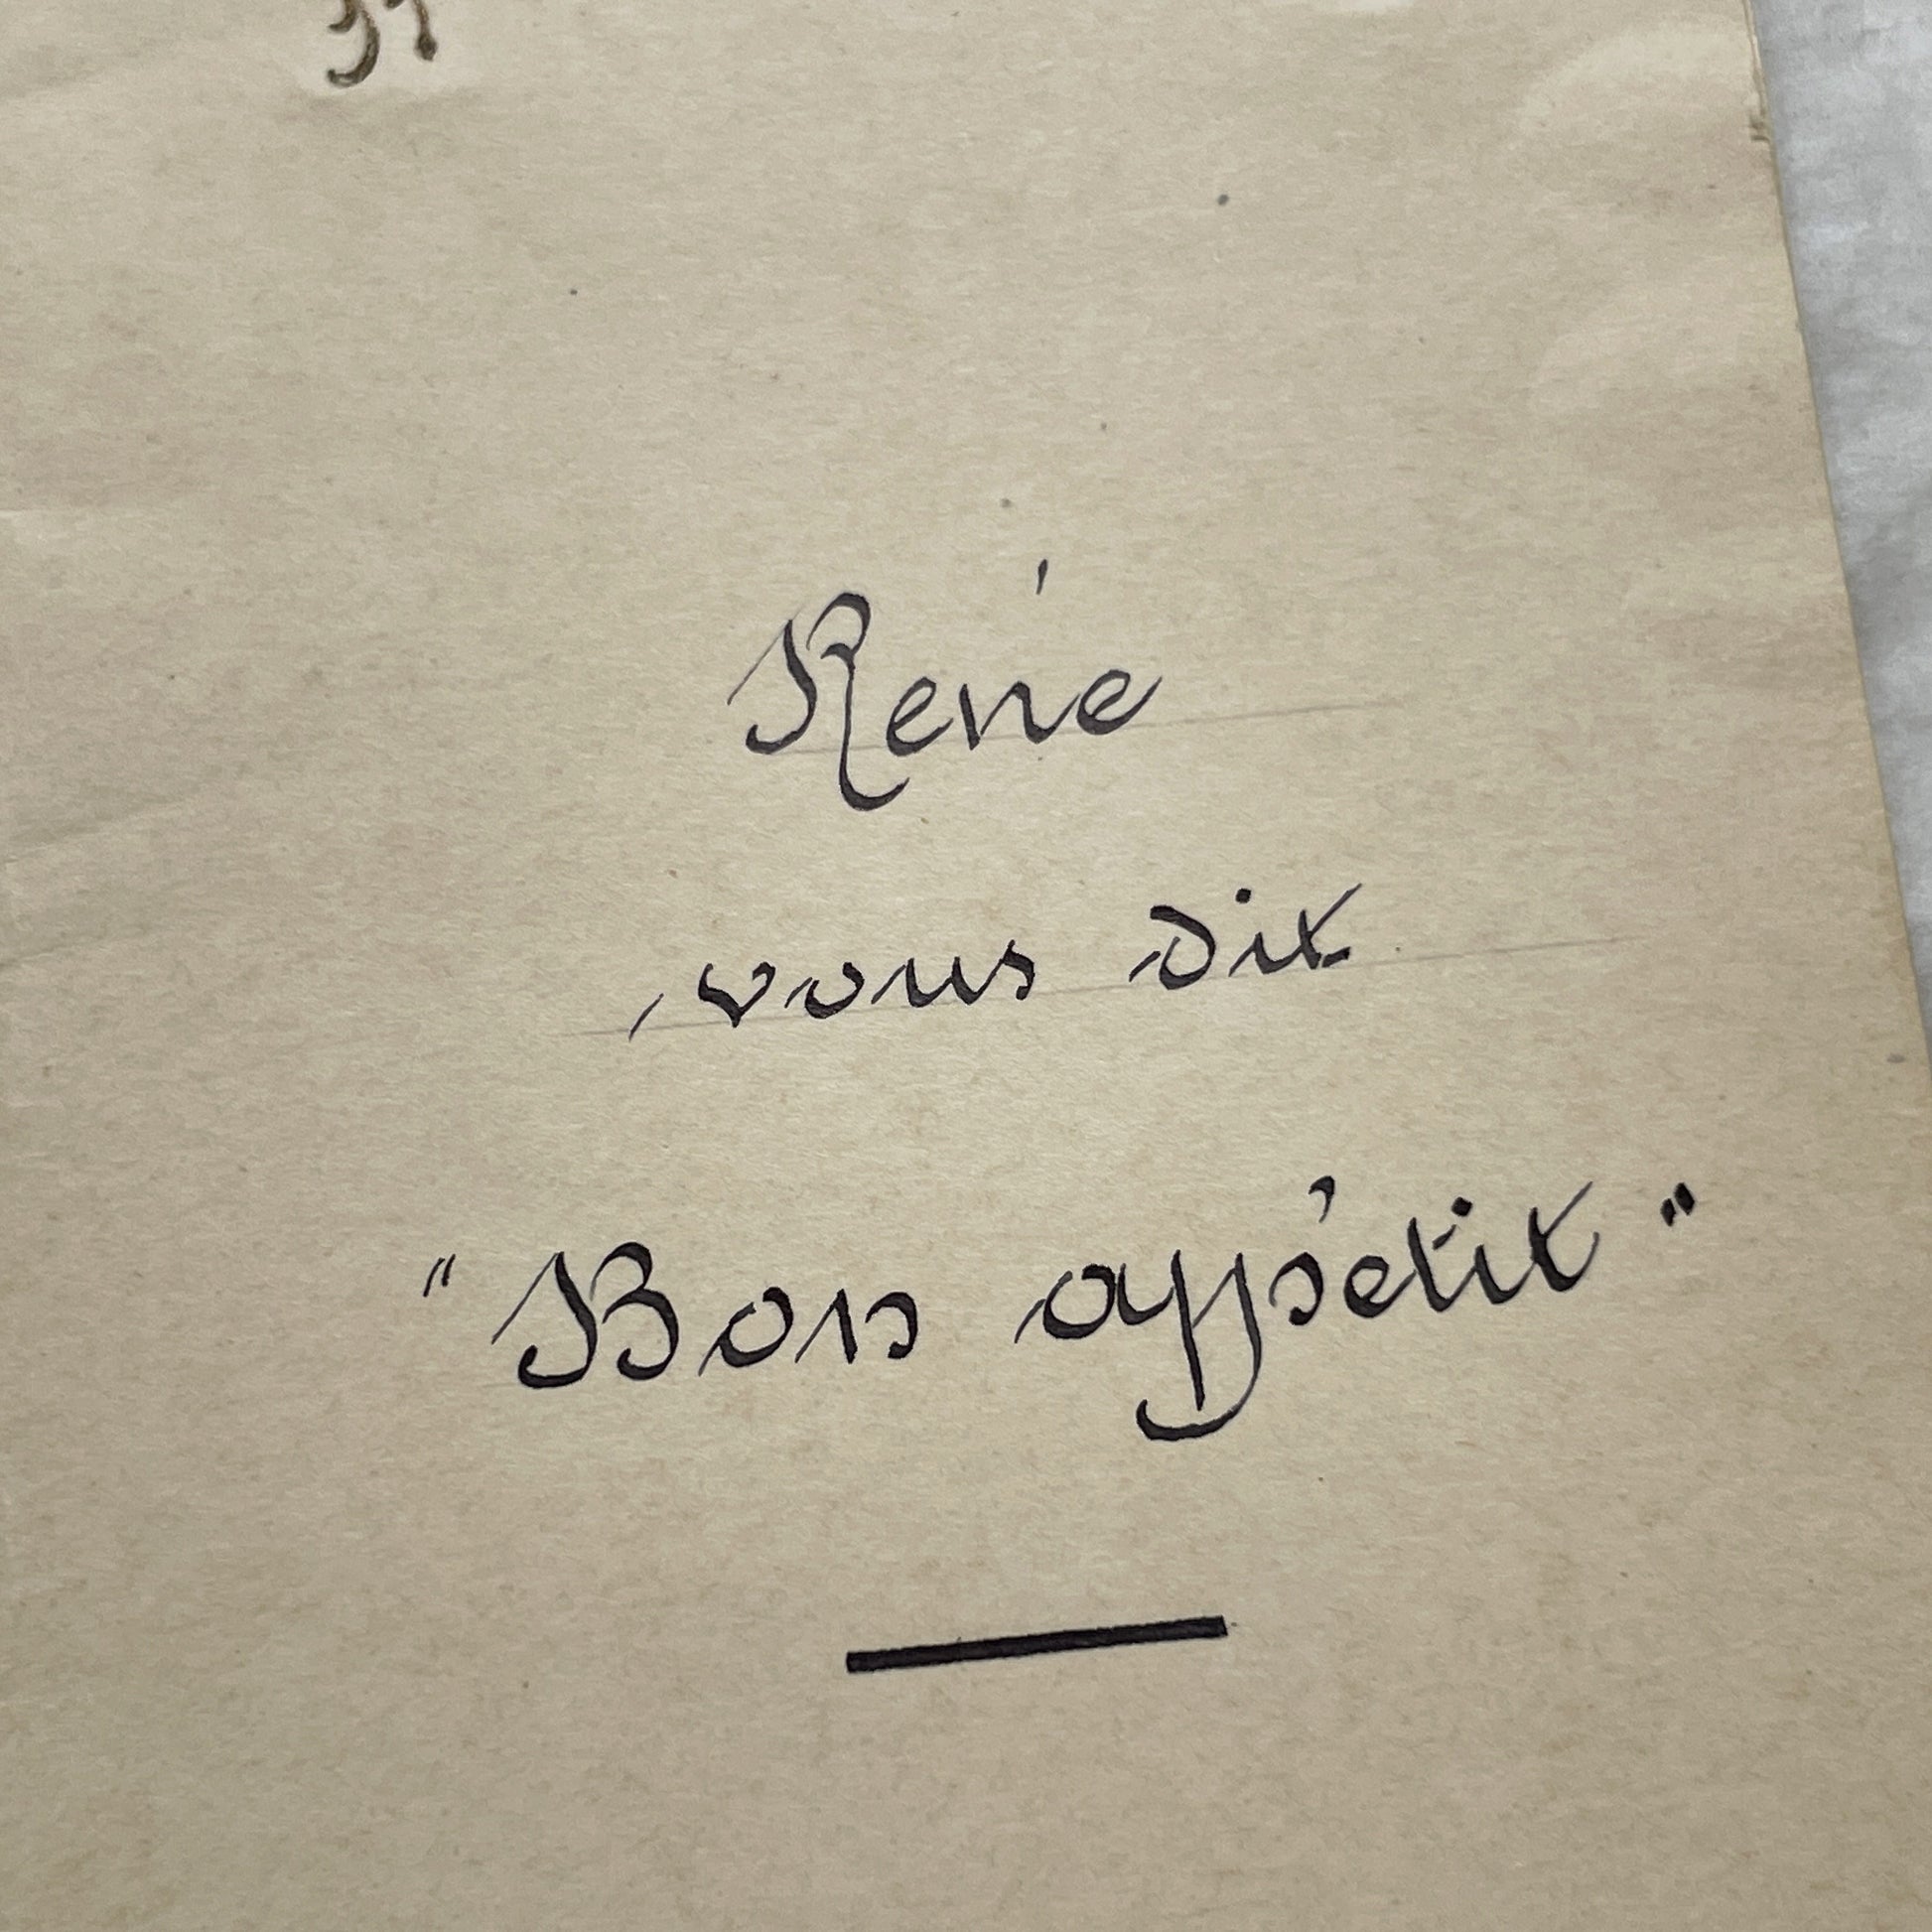 René
vous dit
"Bon appétit"